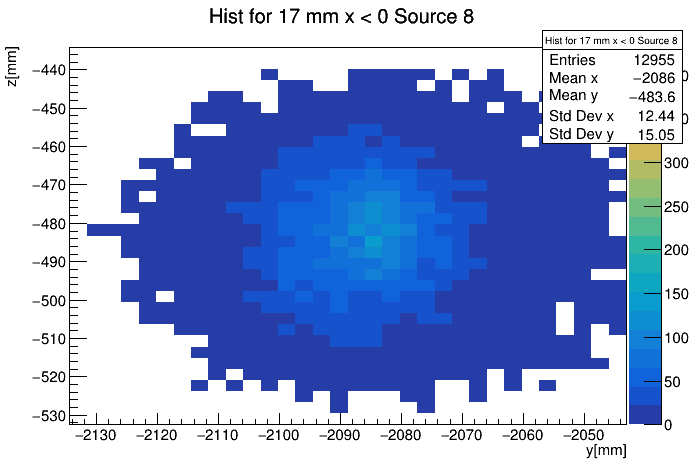 Hist for 17 mm x < 0 Source 8
Hist for 17 mm x < 0 Source 8
Entries 12955
Mean x −2086
Mean y −483.6
Std Dev x 12.44
Std Dev y 15.05
z[mm]
−440
−450
−460
−470
−480
−490
−500
−510
−520
−530
−2130 −2120 −2110 −2100 −2090 −2080 −2070 −2060 −2050
y[mm]
300
250
200
150
100
50
0